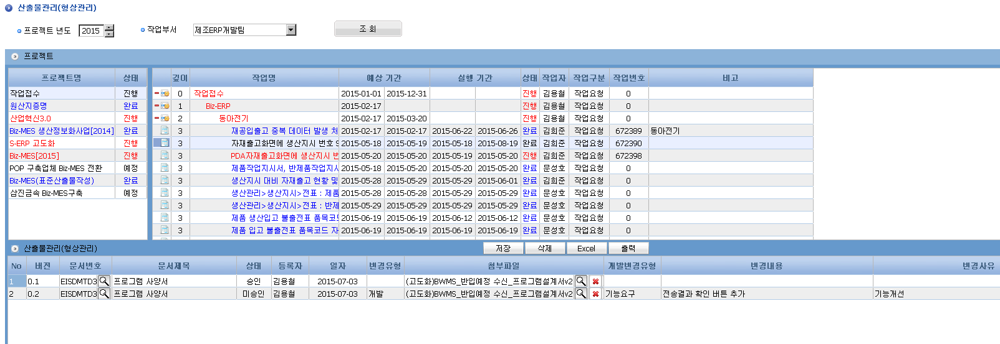 산출물관리(형상관리)
프로젝트 년도 2015 작업부서 제조ERP개발팀 조 회
프로젝트
프로젝트명 상태
작업접수 진행
원산지증명 완료
산업혁신3.0 진행
Biz-MES 생산정보화사업[2014] 완료
S-ERP 고도화 진행
Biz-MES[2015] 진행
POP 구축업체 Biz-MES 전환 예정
Biz-MES(표준산출물작성) 완료
삼진금속 Biz-MES구축 예정
깊이 작업명 예상 기간 실행 기간 상태 작업자 작업구분 작업번호 비고
0 작업접수 2015-01-01 2015-12-31 진행 김용철 작업요청 0
1 Biz-ERP 2015-02-17 진행 김용철 작업요청 0
2 동아전기 2015-02-17 2015-03-20 진행 김용철 작업요청 0
3 재공입출고 중복 데이터 발생 처 2015-02-17 2015-02-17 2015-06-22 2015-06-26 완료 김희준 작업요청 672389 동아전기
3 자재출고화면에 생산지시 번호 S 2015-05-18 2015-05-19 2015-05-18 2015-08-19 완료 김희준 작업요청 672390
3 PDA자재출고화면에 생산지시 번 2015-05-20 2015-05-20 2015-05-19 2015-05-20 진행 김희준 작업요청 672398
3 제품작업지시서, 반제품작업지시 2015-05-18 2015-05-20 2015-05-20 2015-05-20 완료 문성호 작업요청 0
3 생산지시 대비 자재출고 현황 및 2015-05-28 2015-05-29 2015-05-29 2015-06-01 완료 김희준 작업요청 0
3 생산관리>생산지시>전표 : 제품 2015-05-28 2015-05-28 2015-05-29 2015-05-29 완료 문성호 작업요청 0
3 생산관리>생산지시>전표 : 반제 2015-05-29 2015-05-29 2015-05-29 2015-05-29 완료 문성호 작업요청 0
3 제품 생산입고 불출전표 품목코드 2015-06-19 2015-06-19 2015-06-12 2015-06-12 완료 문성호 작업요청 0
3 제품 입고 불출전표 품목코드 자 2015-06-19 2015-06-19 2015-06-19 2015-06-19 완료 문성호 작업요청 0
산출물관리(형상관리) 저장 삭제 Excel 출력
No 버젼 문서번호 문서제목 상태 등록자 일자 변경유형 첨부파일 개발변경유형 변경내용 변경사유
1 0.1 EISDMTD3 프로그램 사양서 승인 김용철 2015-07-03 (고도화)BWMS_반입예정 수신_프로그램설계서v2
2 0.2 EISDMTD3 프로그램 사양서 미승인 김용철 2015-07-03 개발 (고도화)BWMS_반입예정 수신_프로그램설계서v2 기능요구 전송결과 확인 버튼 추가 기능개선